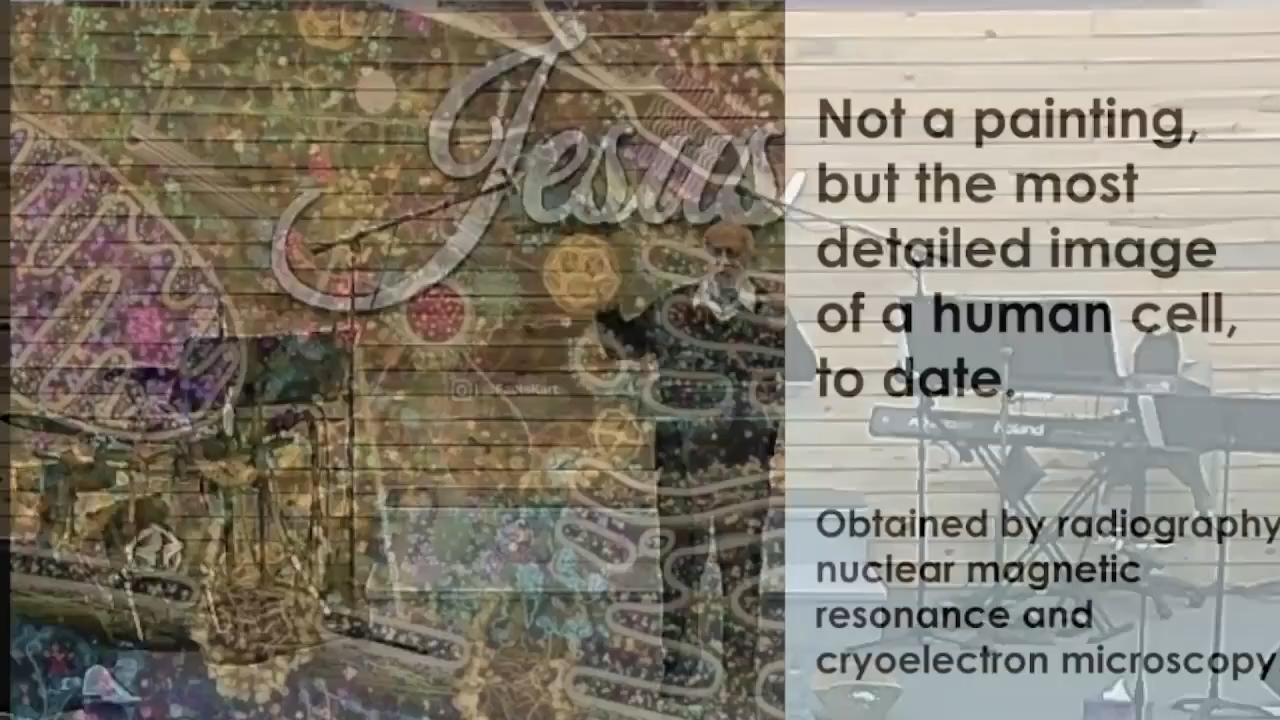 Jesus
Not a painting,
but the most
detailed image
of a human cell,
to date.
FactsKart
Roland
Obtained by radiography
nuclear magnetic
resonance and
cryoelectron microscopy